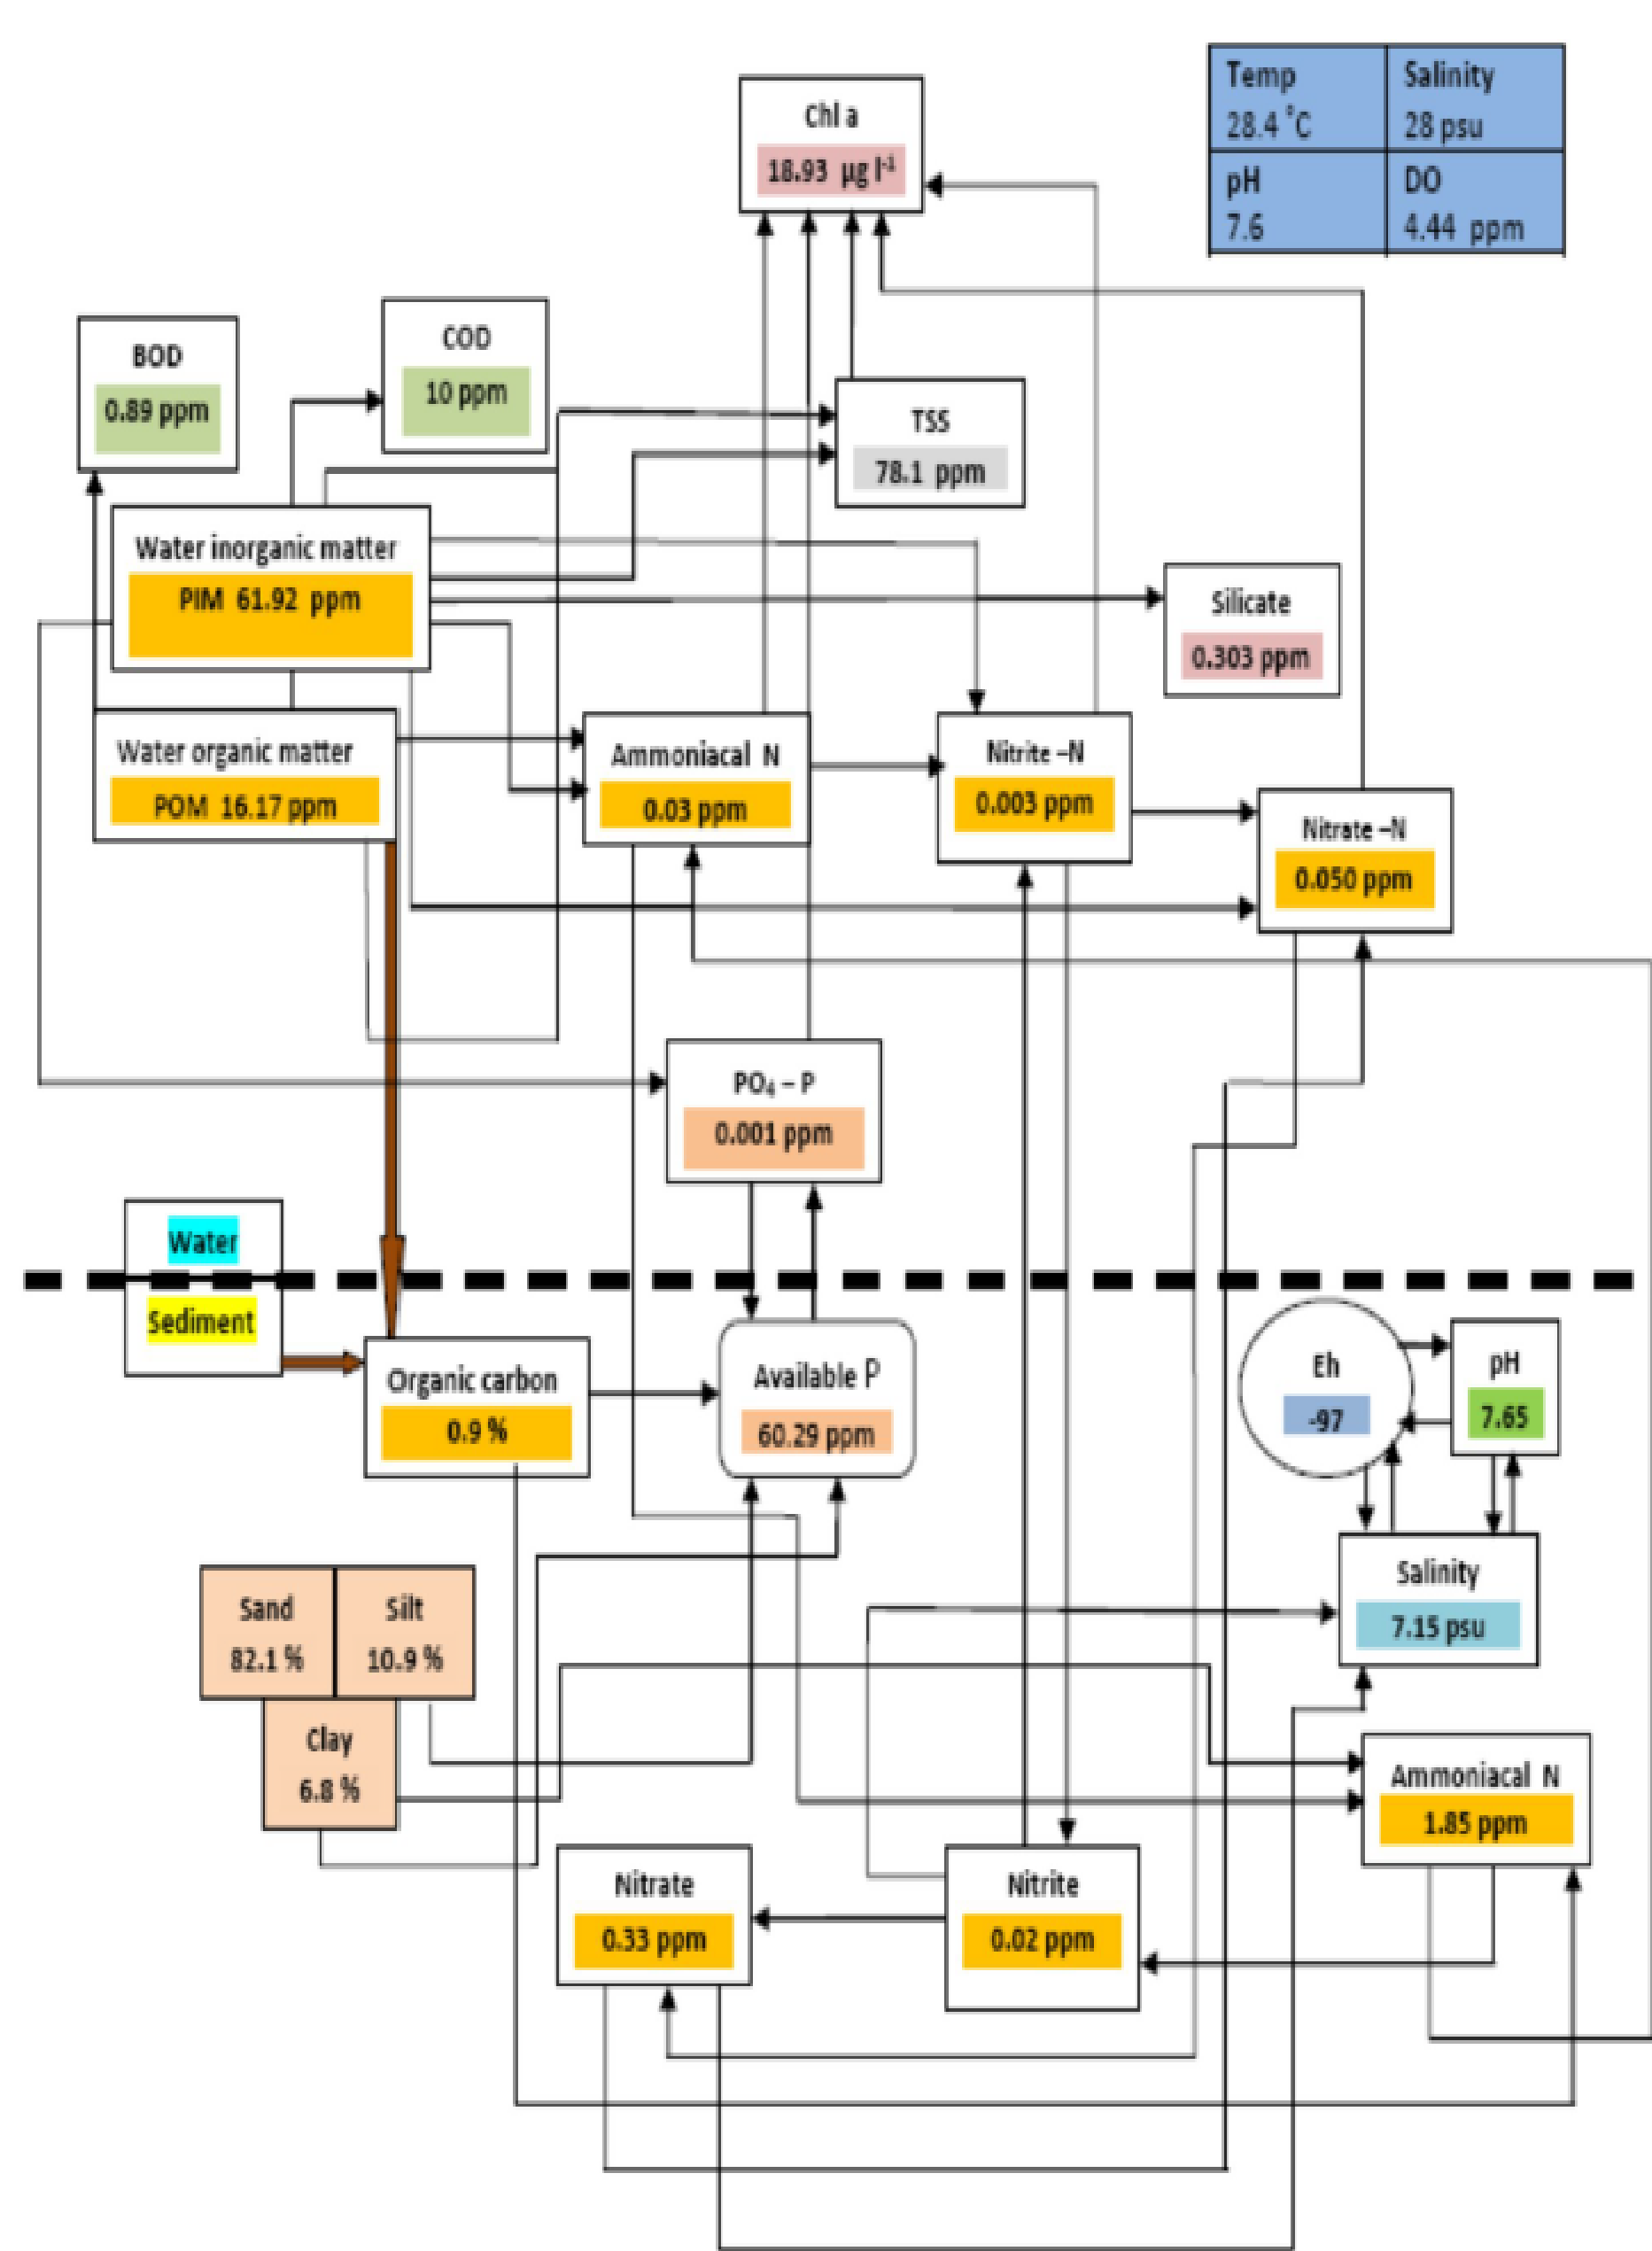 Temp
28.4 °C
Salinity
28 psu
pH
7.6
DO
4.44 ppm
Chl a
18.93 µg l-1
BOD
0.89 ppm
COD
10 ppm
TSS
78.1 ppm
Water inorganic matter
PIM 61.92 ppm
Silicate
0.303 ppm
Water organic matter
POM 16.17 ppm
Ammoniacal N
0.03 ppm
Nitrite –N
0.003 ppm
Nitrate –N
0.050 ppm
PO₄ – P
0.001 ppm
Water
Sediment
Organic carbon
0.9 %
Available P
60.29 ppm
Eh
-97
pH
7.65
Salinity
7.15 psu
Sand
82.1 %
Silt
10.9 %
Clay
6.8 %
Ammoniacal N
1.85 ppm
Nitrate
0.33 ppm
Nitrite
0.02 ppm